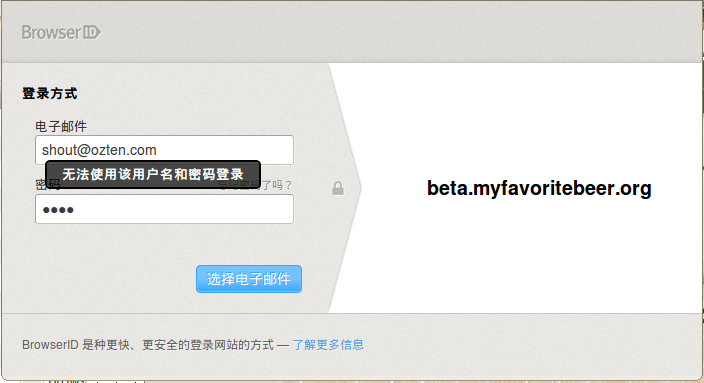 BrowserID
登录方式
电子邮件
shout@ozten.com
无法使用该用户名和密码登录
密码
beta.myfavoritebeer.org
选择电子邮件
BrowserID 是种更快、更安全的登录网站的方式 — 了解更多信息